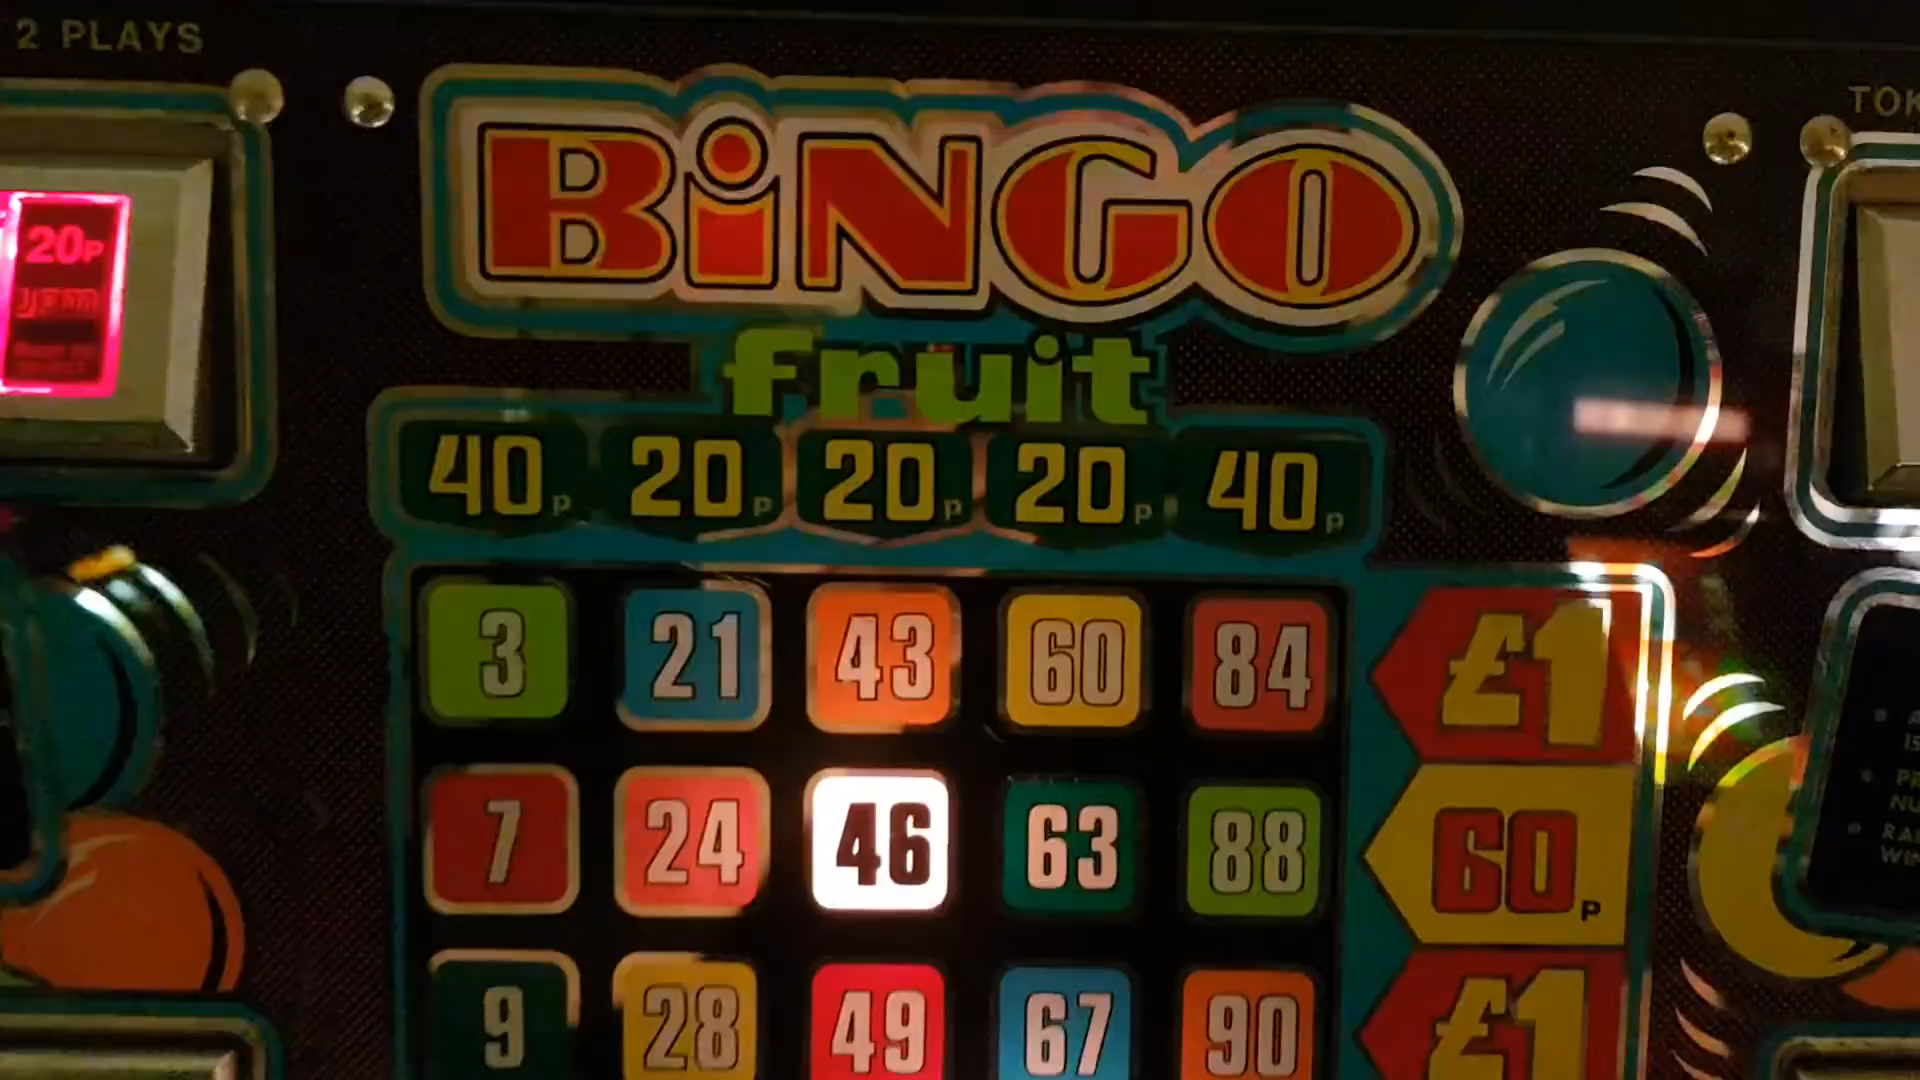 2 PLAYS
TOK
BiNGO
20P
fruit
40P 20P 20P 20P 40P
3 21 43 60 84 £1
7 24 46 63 88 60P
9 28 49 67 90 £1